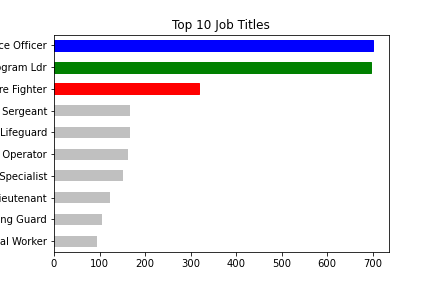 Top 10 Job Titles
ce Officer
ogram Ldr
re Fighter
Sergeant
Lifeguard
Operator
Specialist
ieutenant
ng Guard
al Worker
0 100 200 300 400 500 600 700